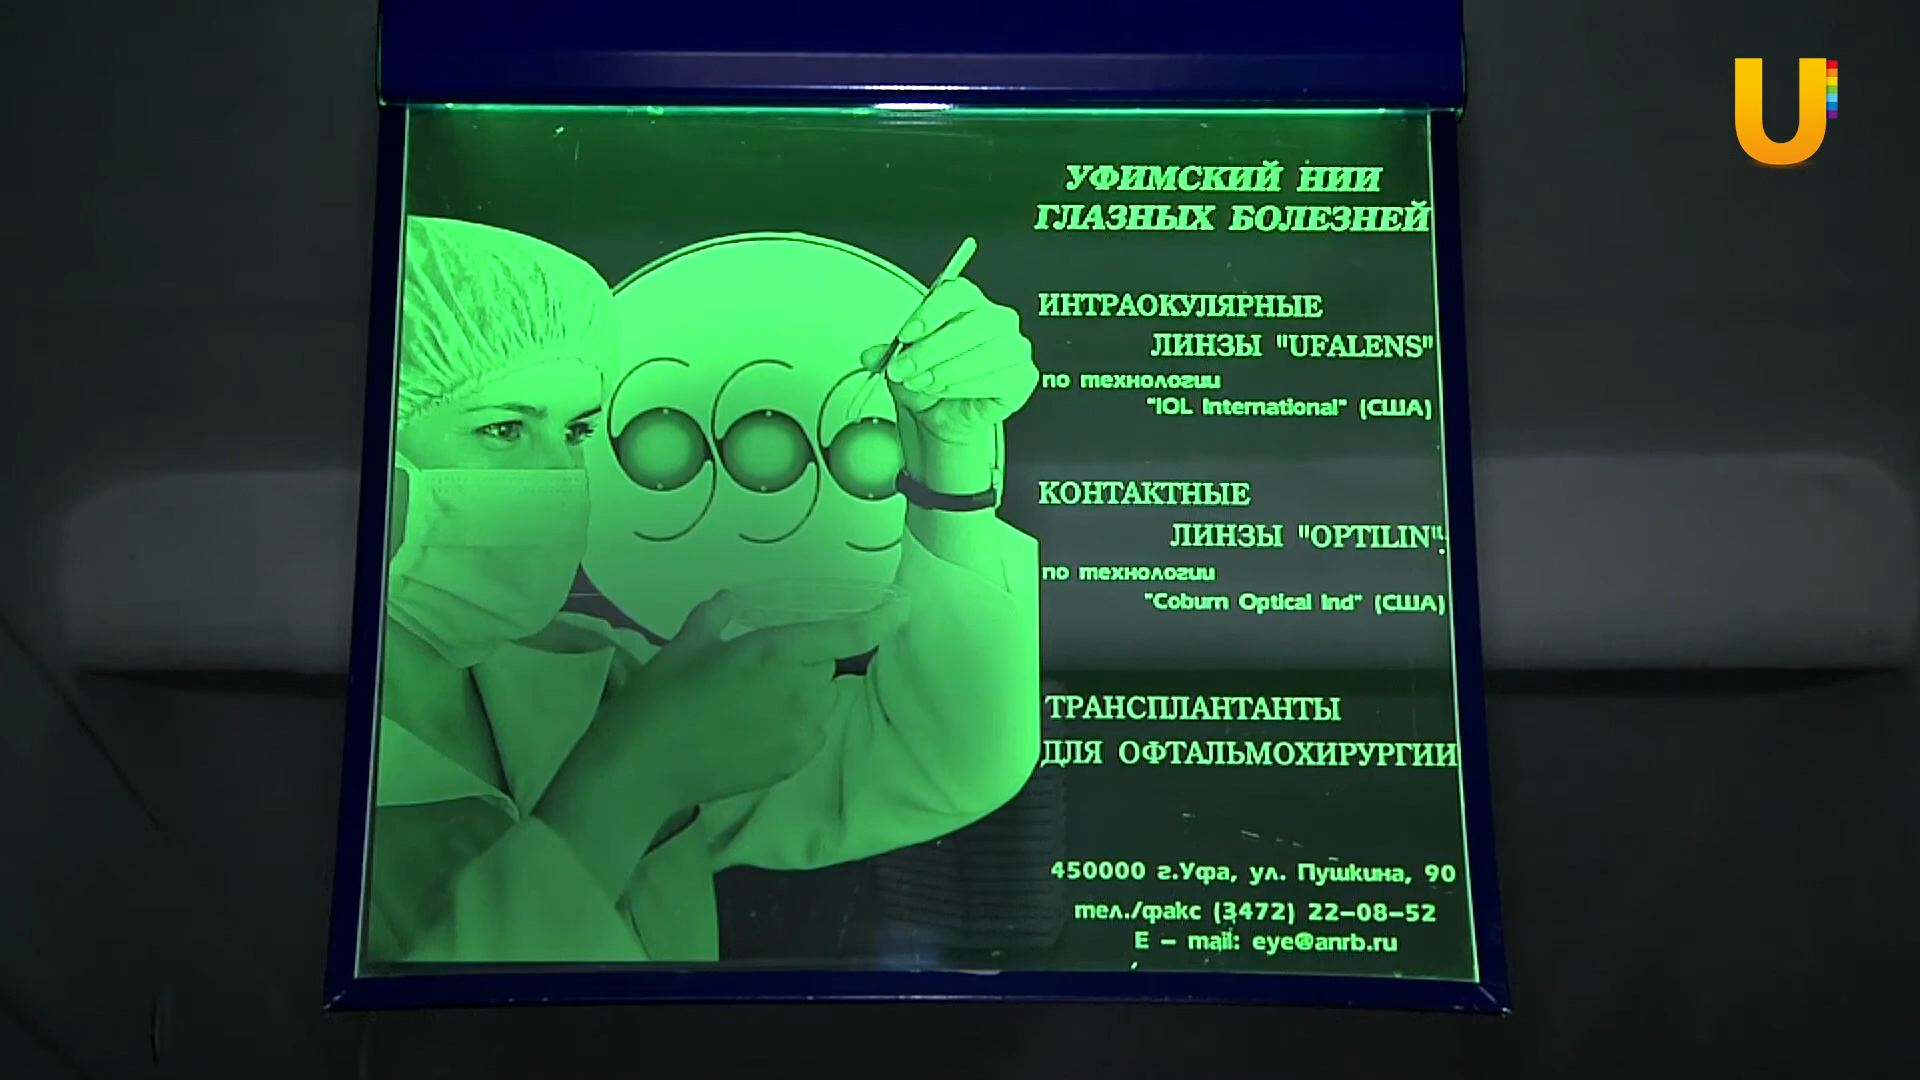 U
УФИМСКИЙ НИИ
ГЛАЗНЫХ БОЛЕЗНЕЙ
ИНТРАОКУЛЯРНЫЕ
ЛИНЗЫ "UFALENS"
по технологии
"IOL International" (США)
КОНТАКТНЫЕ
ЛИНЗЫ "OPTILIN"
по технологии
"Coburn Optical Ind" (США)
ТРАНСПЛАНТАНТЫ
ДЛЯ ОФТАЛЬМОХИРУРГИИ
450000 г.Уфа, ул. Пушкина, 90
тел./факс (3472) 22-08-52
E - mail: eye@anrb.ru